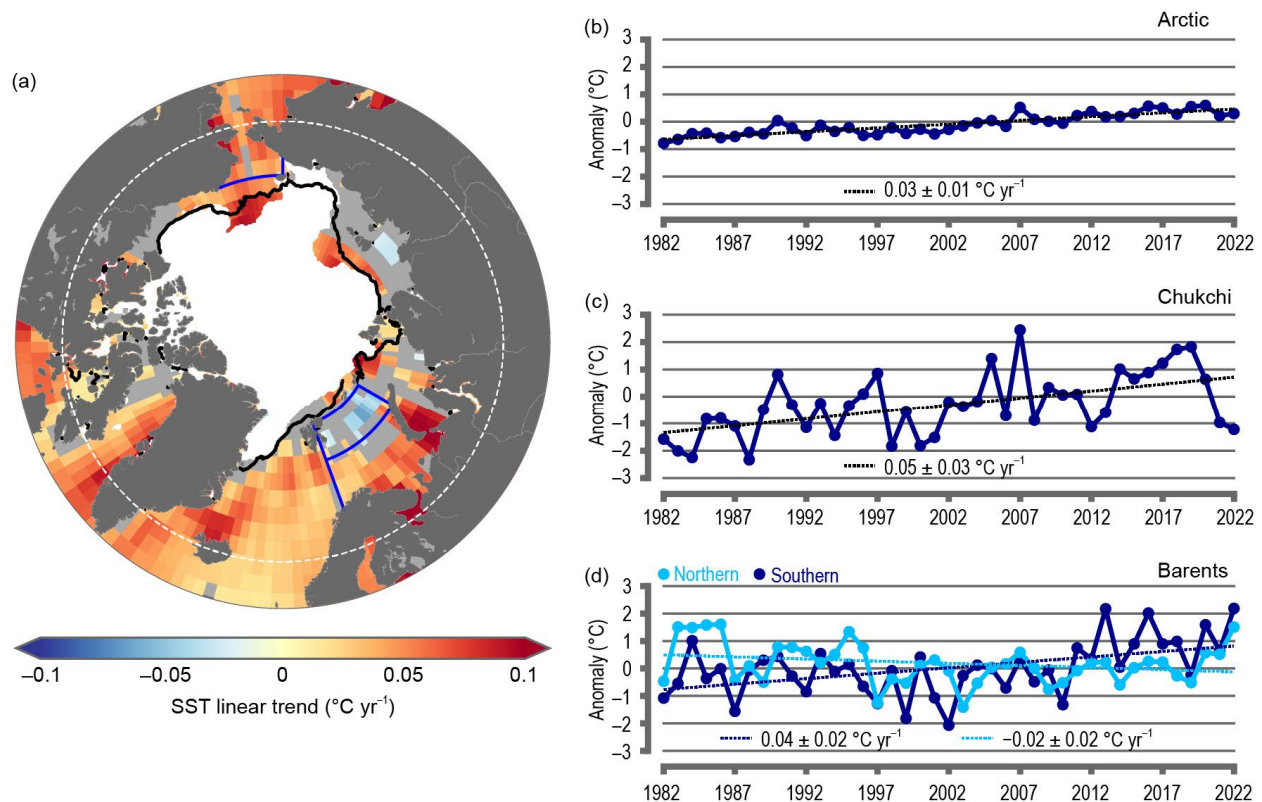 (a)
−0.1 −0.05 0 0.05 0.1
SST linear trend (°C yr⁻¹)
(b) Arctic
Anomaly (°C)
3
2
1
0
−1
−2
−3
0.03 ± 0.01 °C yr⁻¹
1982 1987 1992 1997 2002 2007 2012 2017 2022
(c) Chukchi
Anomaly (°C)
3
2
1
0
−1
−2
−3
0.05 ± 0.03 °C yr⁻¹
1982 1987 1992 1997 2002 2007 2012 2017 2022
(d) Northern Southern Barents
Anomaly (°C)
3
2
1
0
−1
−2
−3
0.04 ± 0.02 °C yr⁻¹ −0.02 ± 0.02 °C yr⁻¹
1982 1987 1992 1997 2002 2007 2012 2017 2022